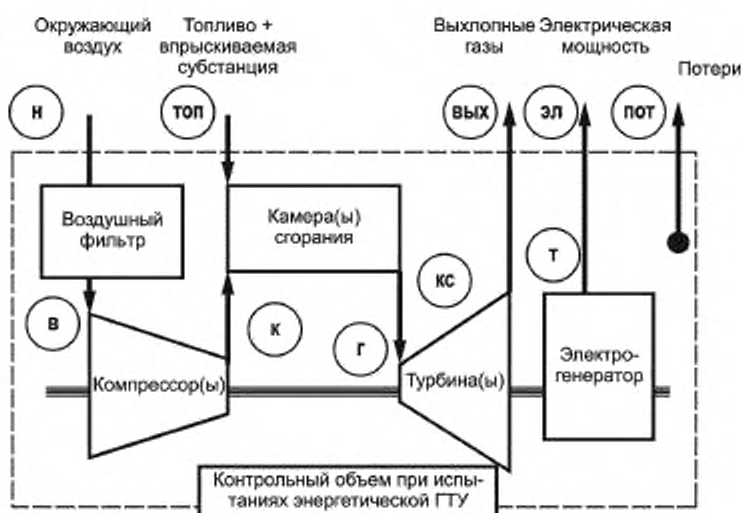 Окружающий
воздух
Топливо +
впрыскиваемая
субстанция
Выхлопные
газы
Электрическая
мощность
Потери
Н
ТОП
ВЫХ
ЭЛ
ПОТ
Воздушный
фильтр
Камера(ы)
сгорания
В
К
Г
КС
Т
Компрессор(ы)
Турбина(ы)
Электро-
генератор
Контрольный объем при испы-
таниях энергетической ГТУ